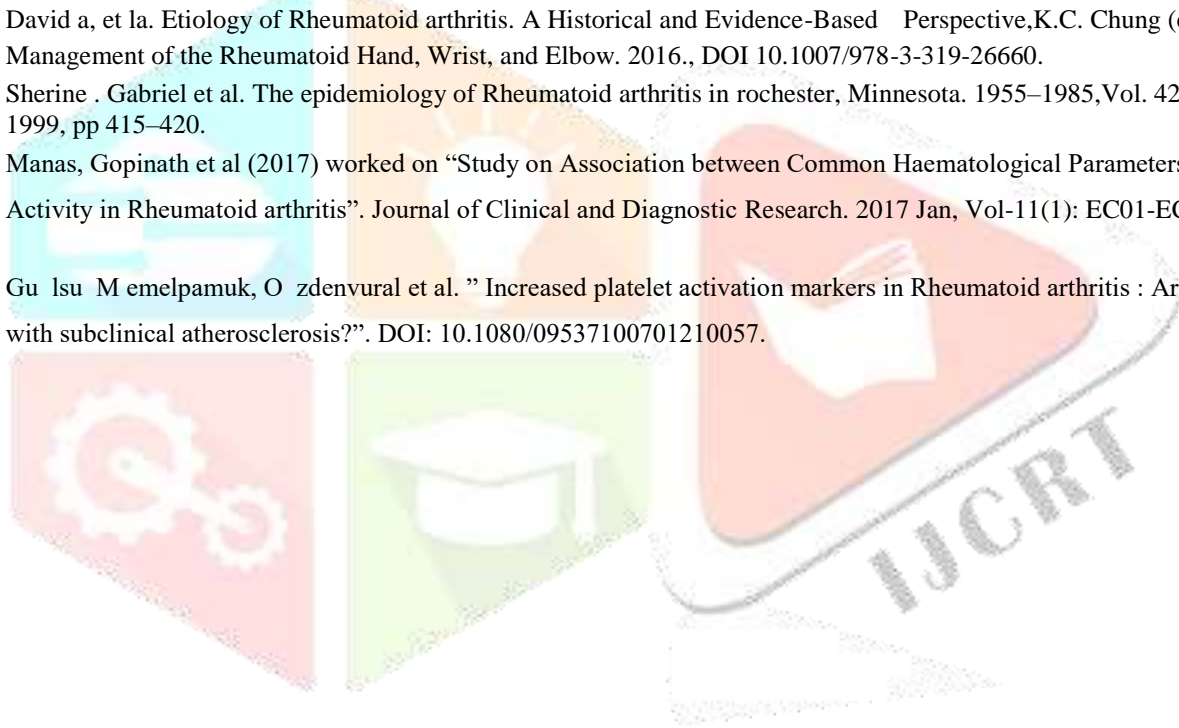 David a, et la. Etiology of Rheumatoid arthritis. A Historical and Evidence-Based Perspective,K.C. Chung
Management of the Rheumatoid Hand, Wrist, and Elbow. 2016., DOI 10.1007/978-3-319-26660.
Sherine . Gabriel et al. The epidemiology of Rheumatoid arthritis in rochester, Minnesota. 1955–1985,Vol. 42
1999, pp 415–420.
Manas, Gopinath et al (2017) worked on “Study on Association between Common Haematological Parameters
Activity in Rheumatoid arthritis”. Journal of Clinical and Diagnostic Research. 2017 Jan, Vol-11(1): EC01-
Gu lsu M emelpamuk, O zdenvural et al. ” Increased platelet activation markers in Rheumatoid arthritis :
with subclinical atherosclerosis?”. DOI: 10.1080/09537100701210057.
IJCRT